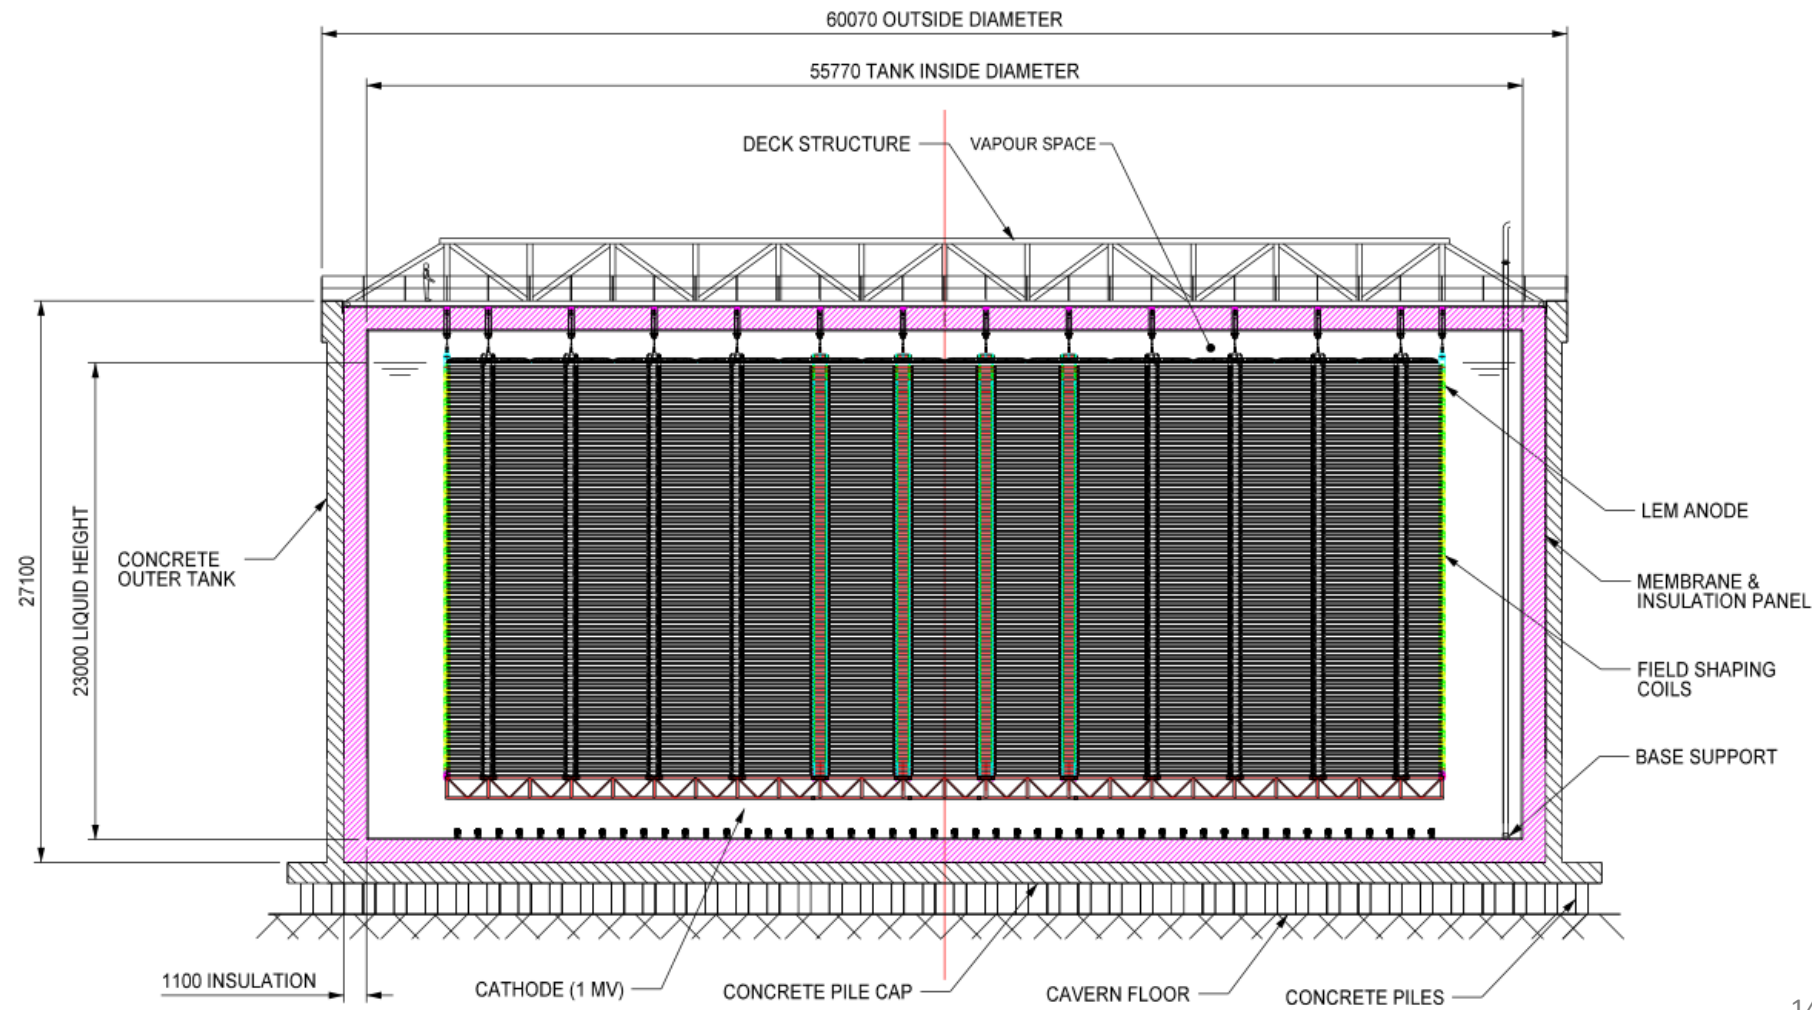 60070 OUTSIDE DIAMETER
55770 TANK INSIDE DIAMETER
DECK STRUCTURE
VAPOUR SPACE
27100
23000 LIQUID HEIGHT
CONCRETE
OUTER TANK
LEM ANODE
MEMBRANE &
INSULATION PANEL
FIELD SHAPING
COILS
BASE SUPPORT
1100 INSULATION
CATHODE (1 MV)
CONCRETE PILE CAP
CAVERN FLOOR
CONCRETE PILES